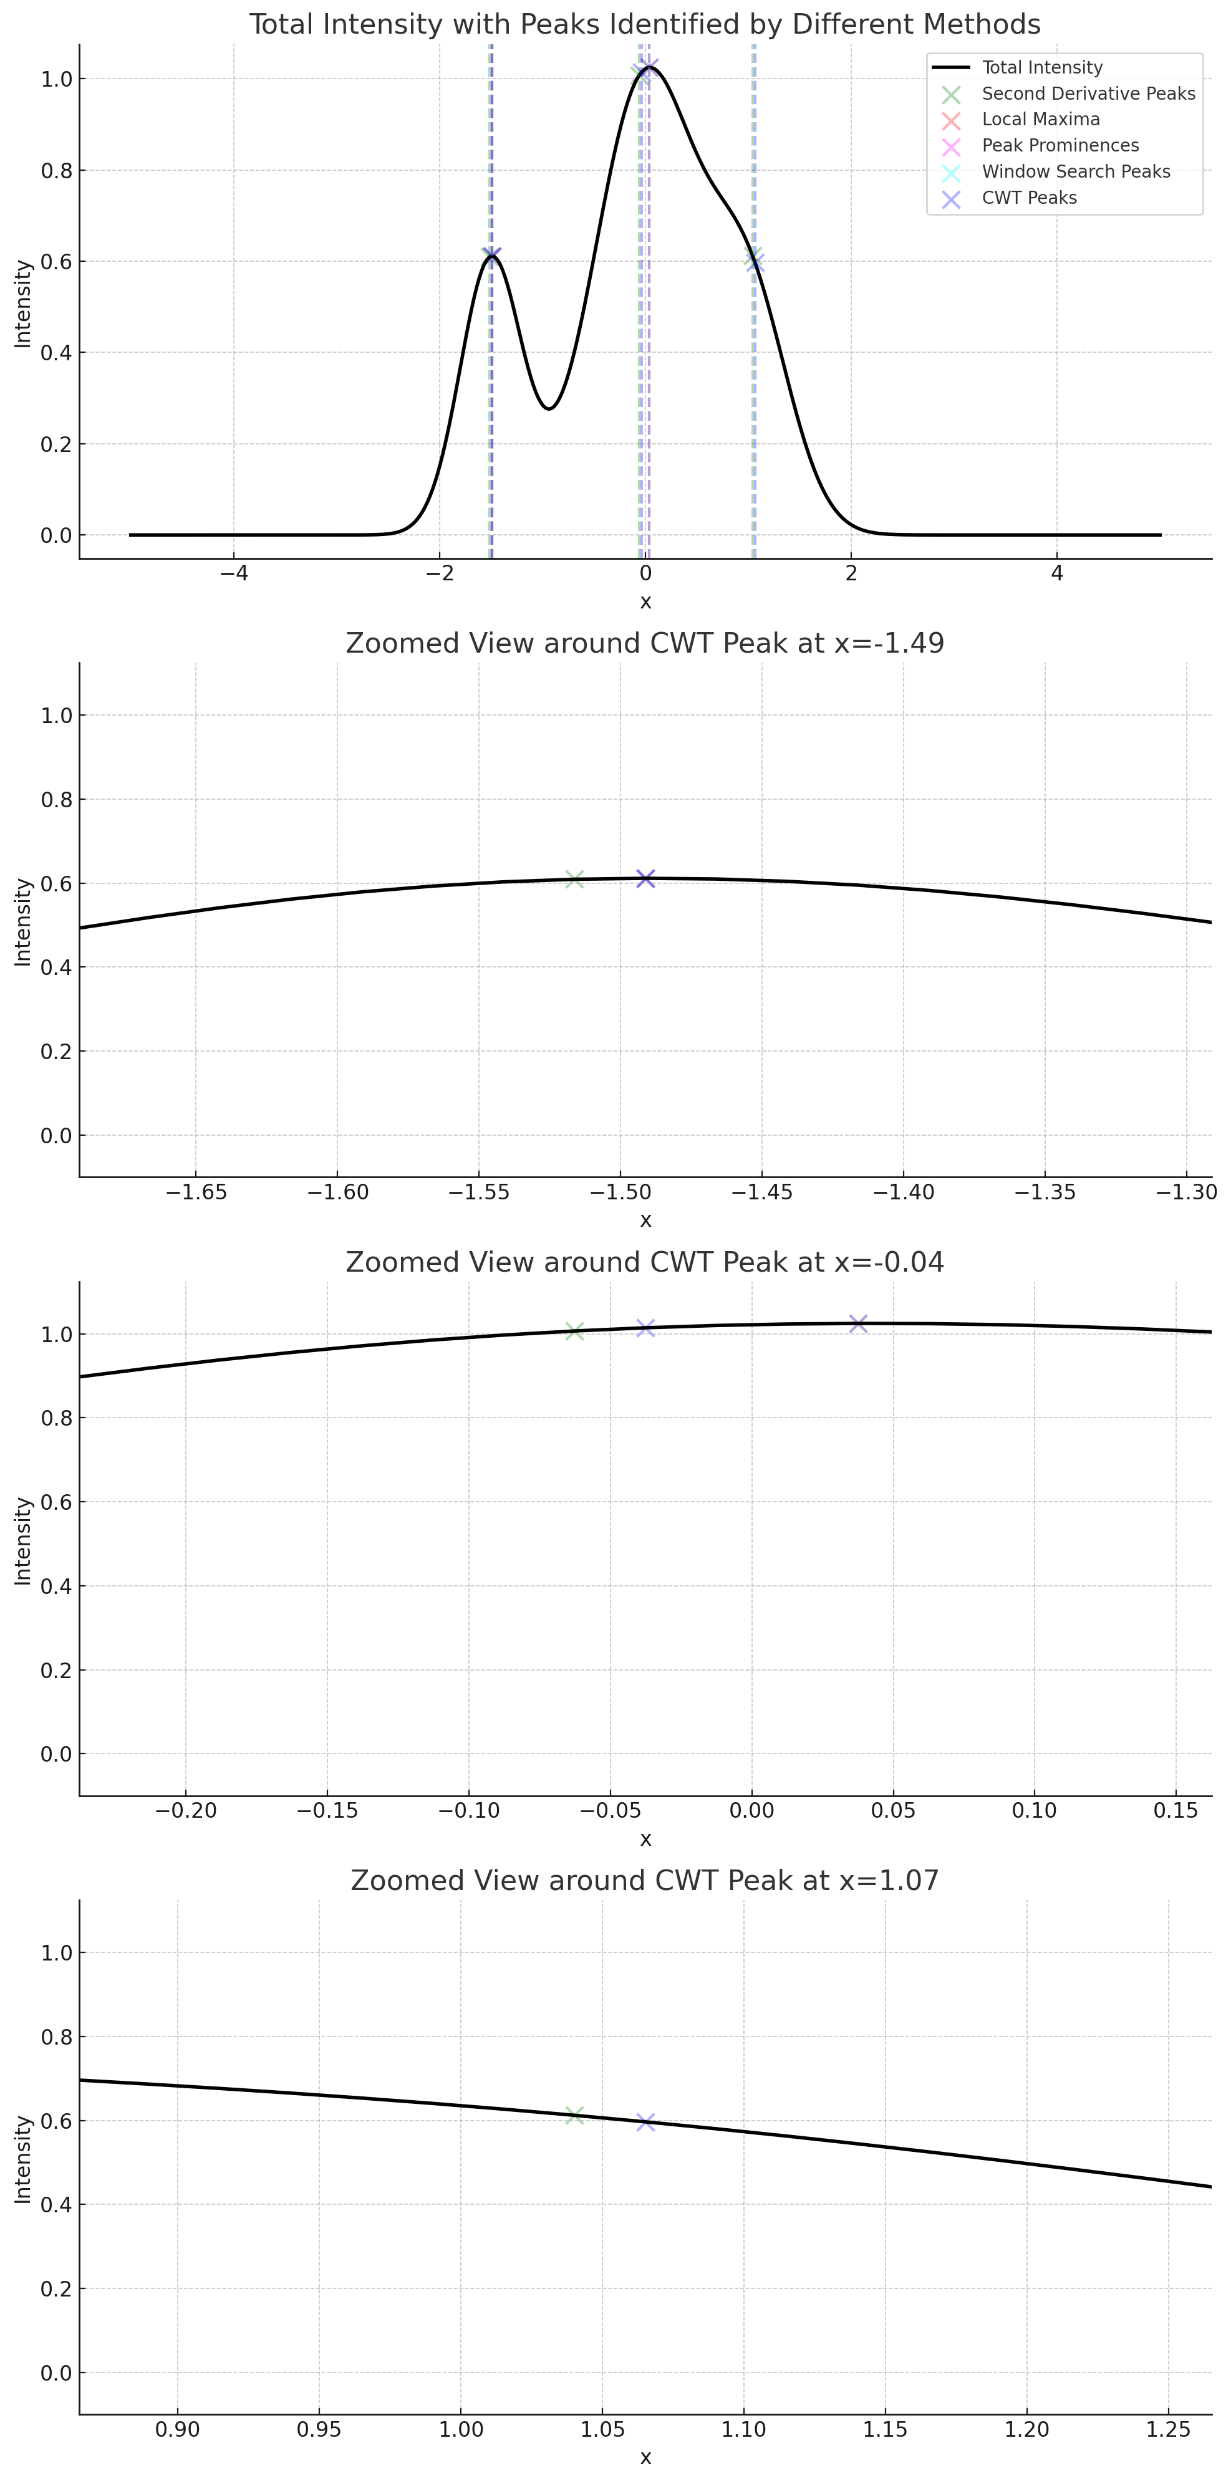 Total Intensity with Peaks Identified by Different Methods
Total Intensity
Second Derivative Peaks
Local Maxima
Peak Prominences
Window Search Peaks
CWT Peaks
Intensity
1.0
0.8
0.6
0.4
0.2
0.0
−4 −2 0 2 4
x
Zoomed View around CWT Peak at x=-1.49
Intensity
1.0
0.8
0.6
0.4
0.2
0.0
−1.65 −1.60 −1.55 −1.50 −1.45 −1.40 −1.35 −1.30
x
Zoomed View around CWT Peak at x=-0.04
Intensity
1.0
0.8
0.6
0.4
0.2
0.0
−0.20 −0.15 −0.10 −0.05 0.00 0.05 0.10 0.15
x
Zoomed View around CWT Peak at x=1.07
Intensity
1.0
0.8
0.6
0.4
0.2
0.0
0.90 0.95 1.00 1.05 1.10 1.15 1.20 1.25
x